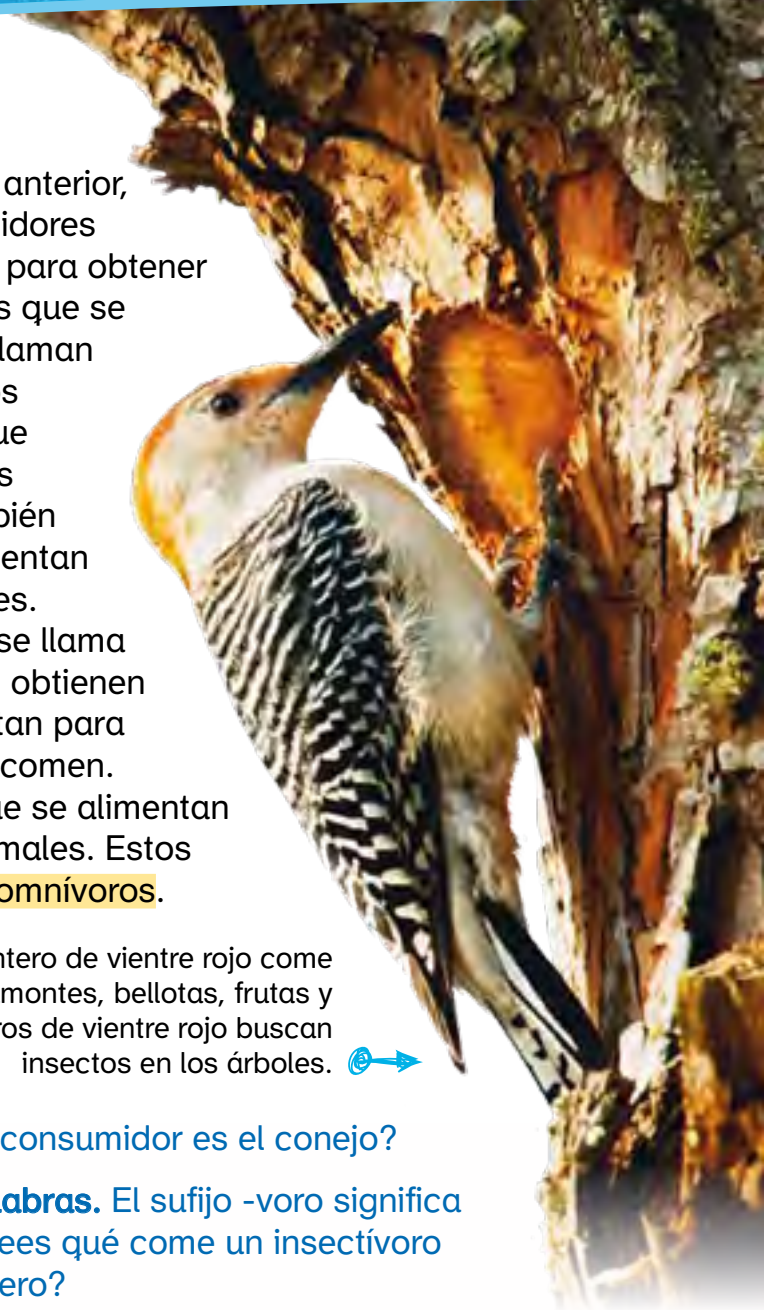 anterior,
idores
para obtener
s que se
laman
s
ue
s
bién
entan
es.
se llama
obtienen
tan para
comen.
ue se alimentan
males. Estos
omnívoros.
ntero de vientre rojo come
montes, bellotas, frutas y
ros de vientre rojo buscan
insectos en los árboles.
consumidor es el conejo?
abras. El sufijo -voro significa
ees qué come un insectívoro
ero?